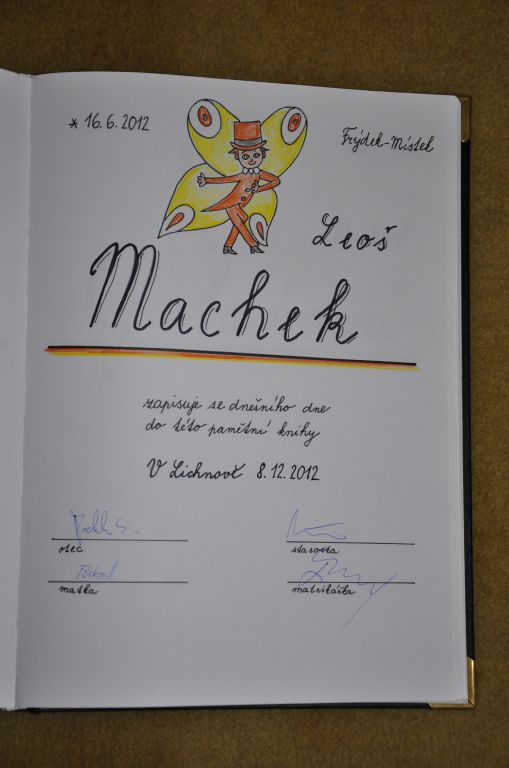 * 16.6.2012
Frýdek-Místek
Leoš
Machek
zapisuje se dnešního dne
do této pamětní knihy
V Lichnově 8.12.2012
otec
starosta
matka
matrikářka